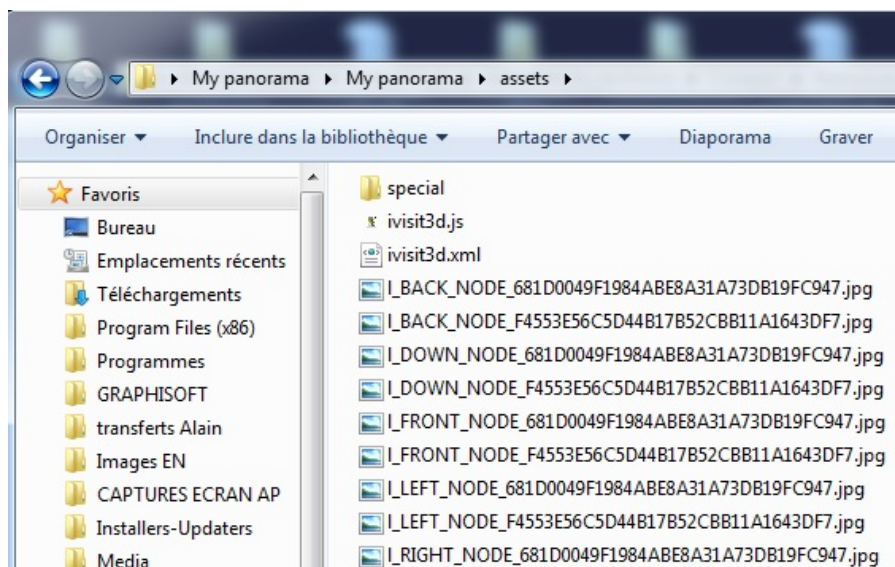 My panorama My panorama assets
Organiser Inclure dans la bibliothèque Partager avec Diaporama Graver
Favoris
Bureau
Emplacements récents
Téléchargements
Program Files (x86)
Programmes
GRAPHISOFT
transferts Alain
Images EN
CAPTURES ECRAN AP
Installers-Updaters
Media
special
ivisit3d.js
ivisit3d.xml
I_BACK_NODE_681D0049F1984ABE8A31A73DB19FC947.jpg
I_BACK_NODE_F4553E56C5D44B17B52CBB11A1643DF7.jpg
I_DOWN_NODE_681D0049F1984ABE8A31A73DB19FC947.jpg
I_DOWN_NODE_F4553E56C5D44B17B52CBB11A1643DF7.jpg
I_FRONT_NODE_681D0049F1984ABE8A31A73DB19FC947.jpg
I_FRONT_NODE_F4553E56C5D44B17B52CBB11A1643DF7.jpg
I_LEFT_NODE_681D0049F1984ABE8A31A73DB19FC947.jpg
I_LEFT_NODE_F4553E56C5D44B17B52CBB11A1643DF7.jpg
I_RIGHT_NODE_681D0049F1984ABE8A31A73DB19FC947.jpg